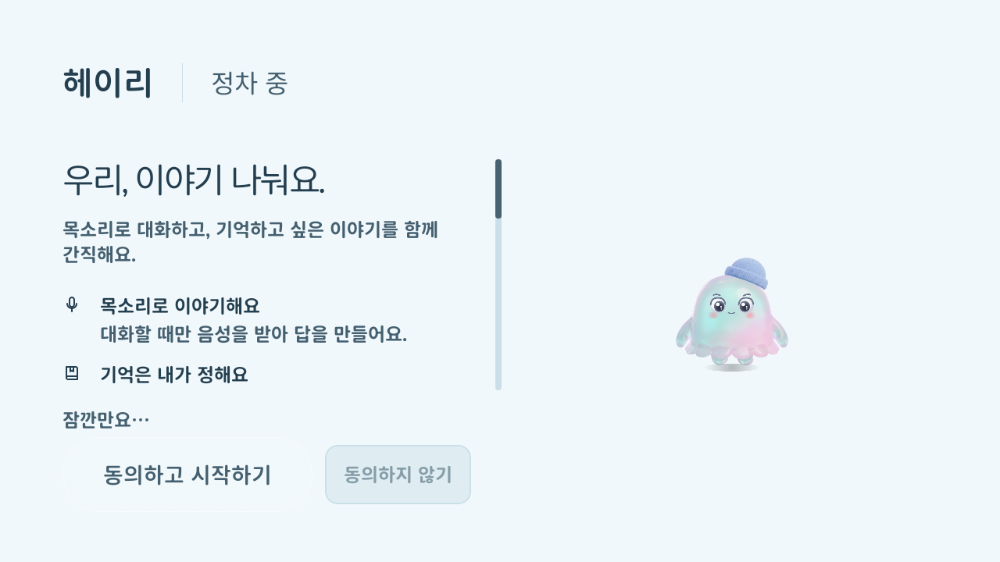 헤이리
정차 중
우리, 이야기 나눠요.
목소리로 대화하고, 기억하고 싶은 이야기를 함께
간직해요.
목소리로 이야기해요
대화할 때만 음성을 받아 답을 만들어요.
기억은 내가 정해요
잠깐만요…
동의하고 시작하기
동의하지 않기